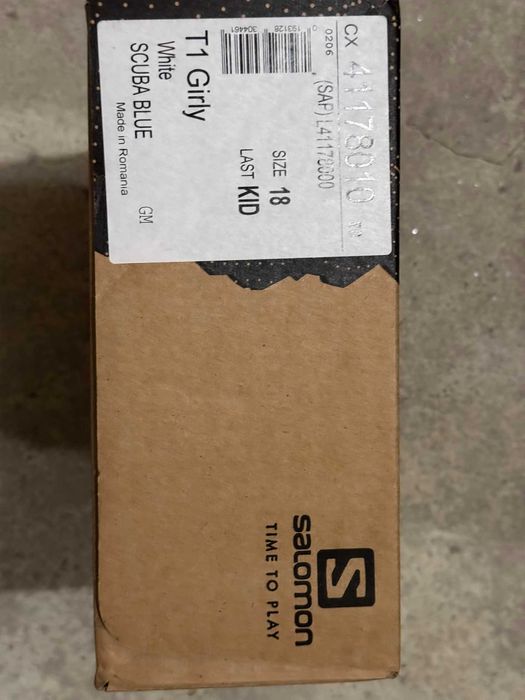 CX 41178010
0206 (SAP) L41178000
0 193128 304461
SIZE 18
LAST KID
T1 Girly
White
SCUBA BLUE
Made in Romania
GM
S
SALOMON
TIME TO PLAY